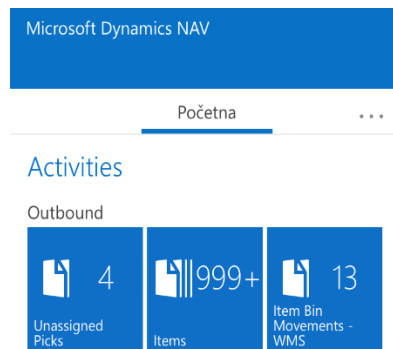 Microsoft Dynamics NAV
Početna
...
Activities
Outbound
4
999+
13
Unassigned
Picks
Items
Item Bin
Movements -
WMS